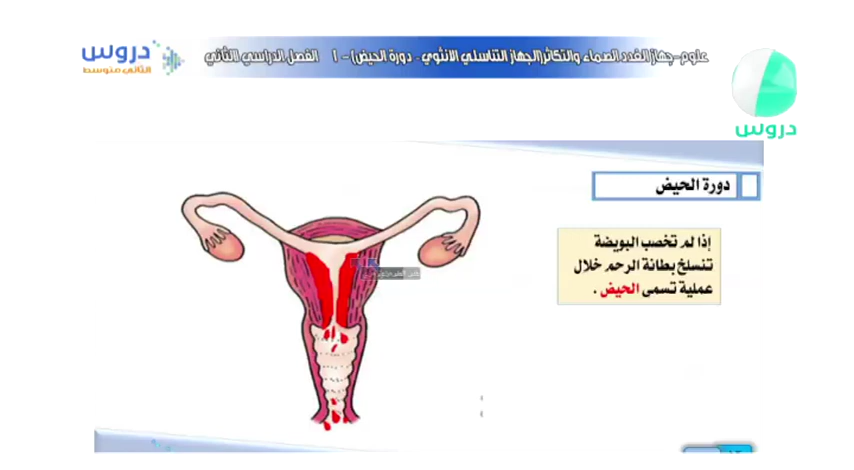 علوم-جهاز الغدد الصماء والتكاثر(الجهاز التناسلي الانثوي - دورة الحيض) - ١ الفصل الدراسي الثاني
دروس
الثاني متوسط
دروس
دورة الحيض
إذا لم تخصب البويضة
تنسلخ بطانة الرحم خلال
عملية تسمى الحيض .